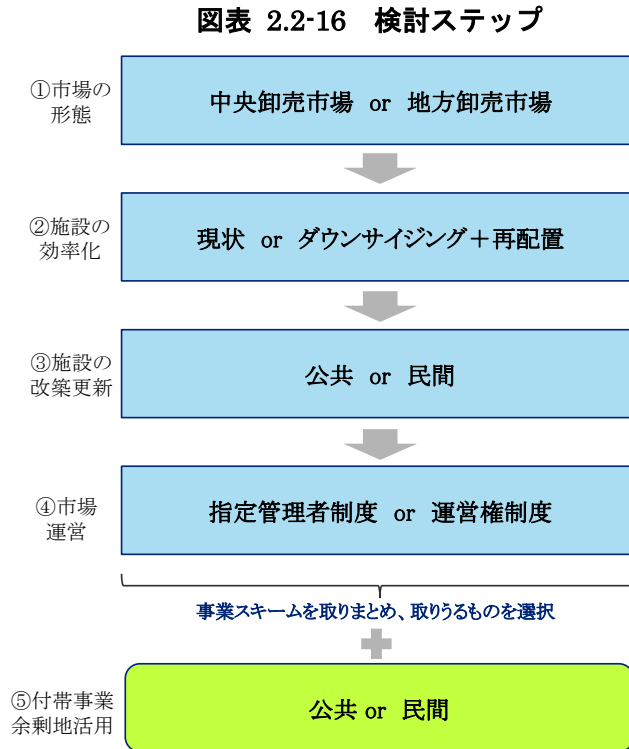 図表 2.2-16 検討ステップ
①市場の
形態
中央卸売市場 or 地方卸売市場
②施設の
効率化
現状 or ダウンサイジング＋再配置
③施設の
改築更新
公共 or 民間
④市場
運営
指定管理者制度 or 運営権制度
事業スキームを取りまとめ、取りうるものを選択
⑤付帯事業
余剰地活用
公共 or 民間